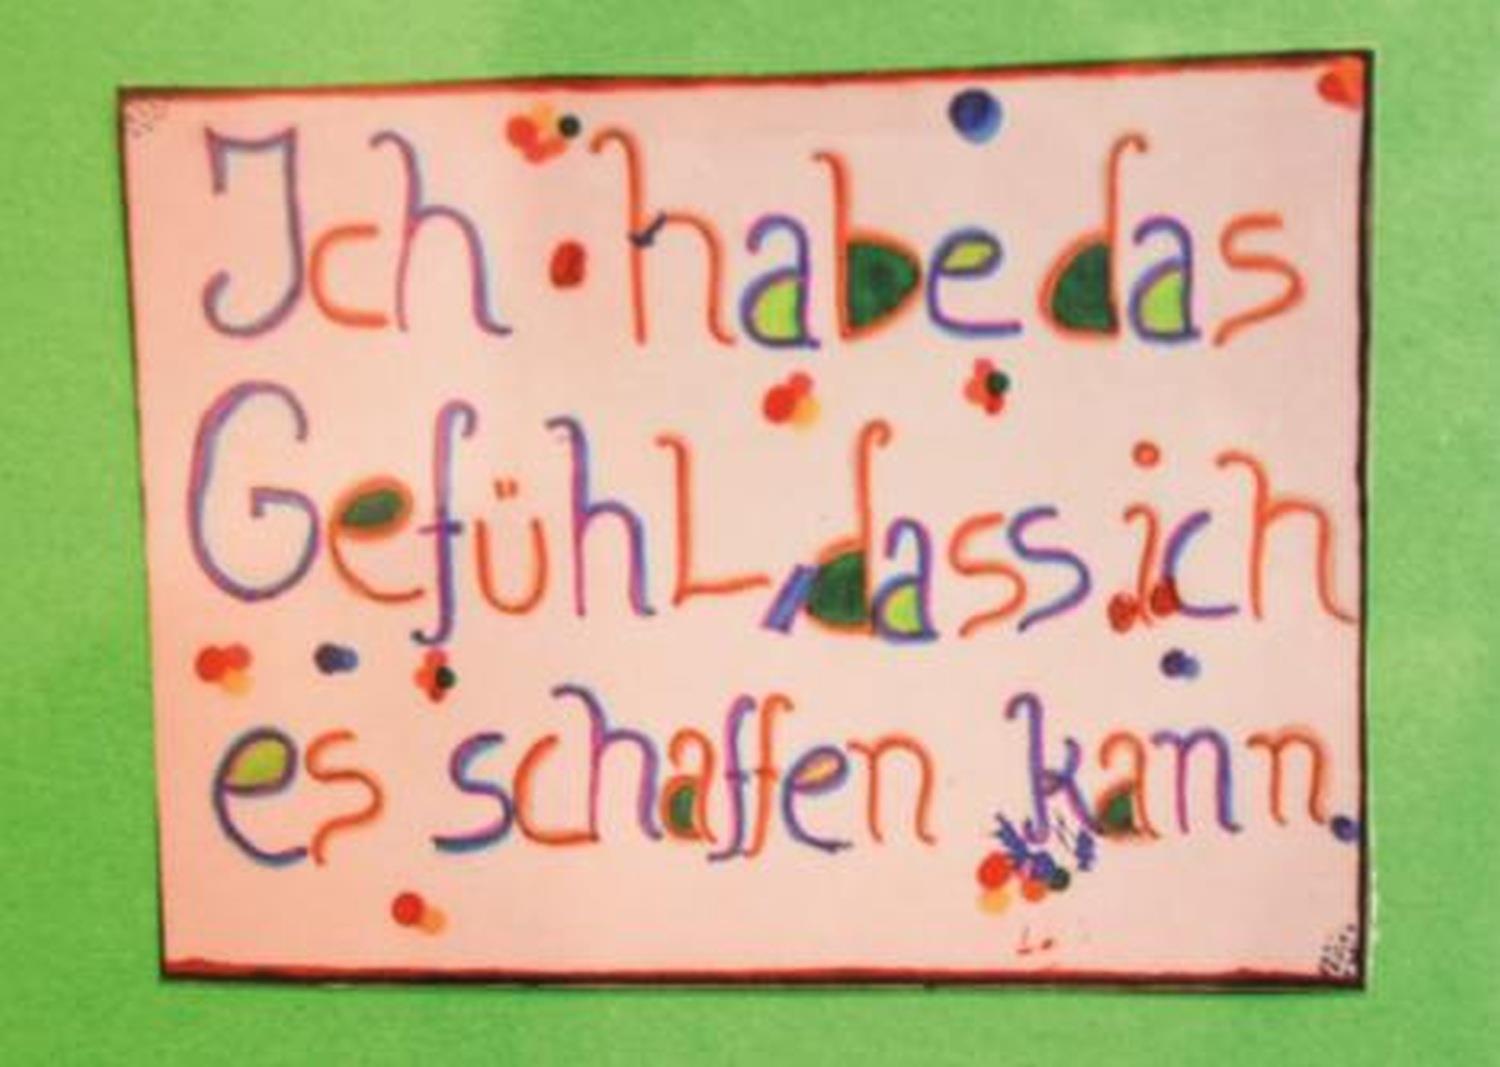 Ich habe das
Gefühl, dass ich
es schaffen kann.